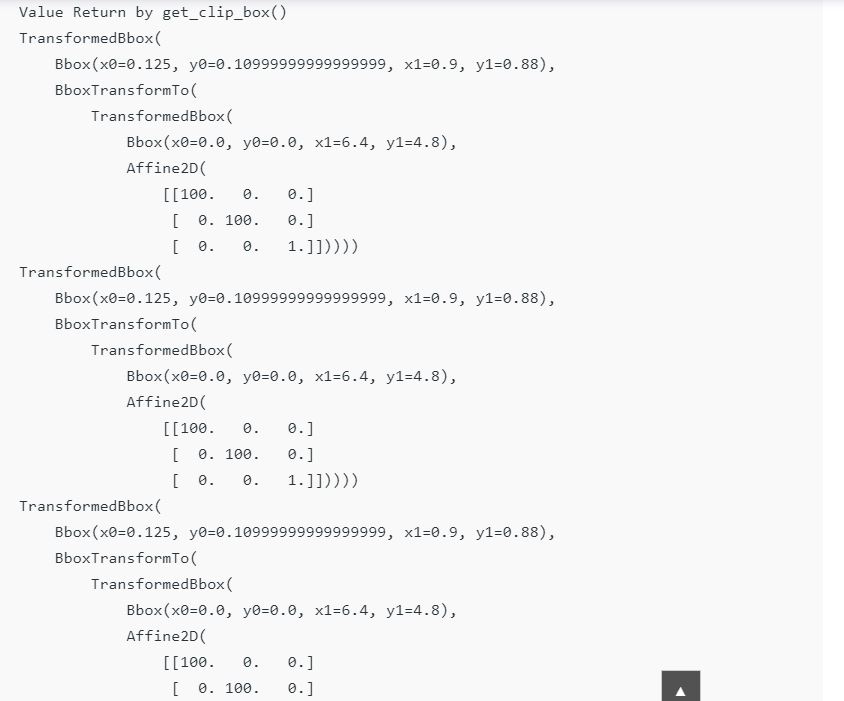 Value Return by get_clip_box()
TransformedBbox(
    Bbox(x0=0.125, y0=0.10999999999999999, x1=0.9, y1=0.88),
    BboxTransformTo(
        TransformedBbox(
            Bbox(x0=0.0, y0=0.0, x1=6.4, y1=4.8),
            Affine2D(
                [[100.   0.   0.]
                 [  0. 100.   0.]
                 [  0.   0.   1.]]))))
TransformedBbox(
    Bbox(x0=0.125, y0=0.10999999999999999, x1=0.9, y1=0.88),
    BboxTransformTo(
        TransformedBbox(
            Bbox(x0=0.0, y0=0.0, x1=6.4, y1=4.8),
            Affine2D(
                [[100.   0.   0.]
                 [  0. 100.   0.]
                 [  0.   0.   1.]]))))
TransformedBbox(
    Bbox(x0=0.125, y0=0.10999999999999999, x1=0.9, y1=0.88),
    BboxTransformTo(
        TransformedBbox(
            Bbox(x0=0.0, y0=0.0, x1=6.4, y1=4.8),
            Affine2D(
                [[100.   0.   0.]
                 [  0. 100.   0.]